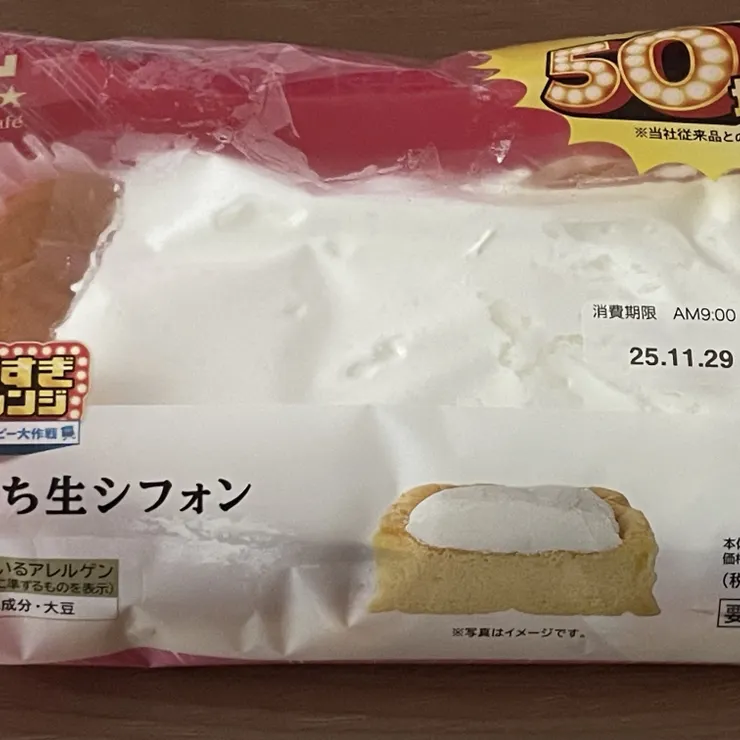 afé
50
※当社従来品との
消費期限 AM9:00
25.11.29
すぎ
ンジ
ピー大作戦
ち生シフォン
いるアレルゲン
に準ずるものを表示)
成分・大豆
※写真はイメージです。
本体
価格
(税
要